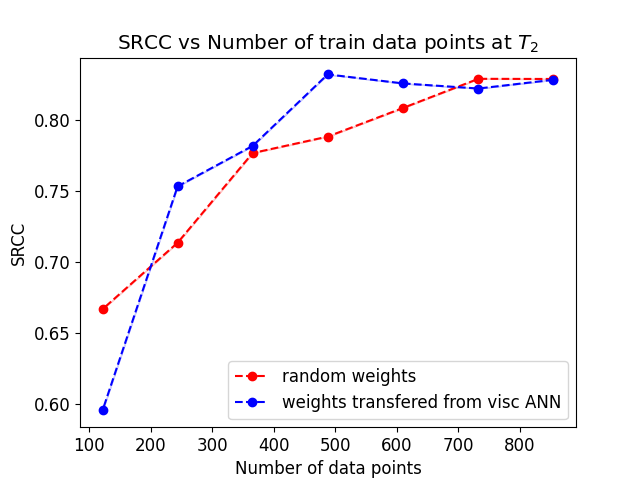 SRCC vs Number of train data points at T₂
0.80
0.75
0.70
0.65
0.60
SRCC
random weights
weights transfered from visc ANN
100 200 300 400 500 600 700 800
Number of data points